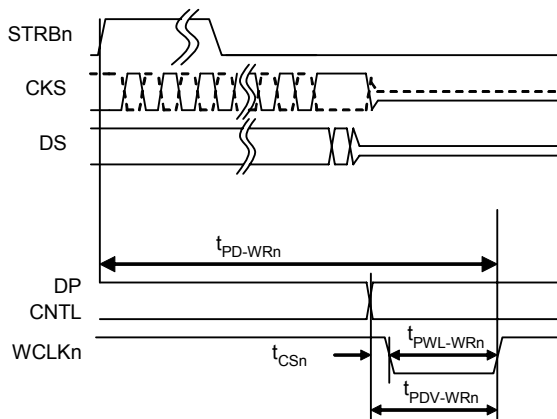 STRBn
CKS
DS
tPD-WRn
DP
CNTL
WCLKn
tCSn
tPWL-WRn
tPDV-WRn